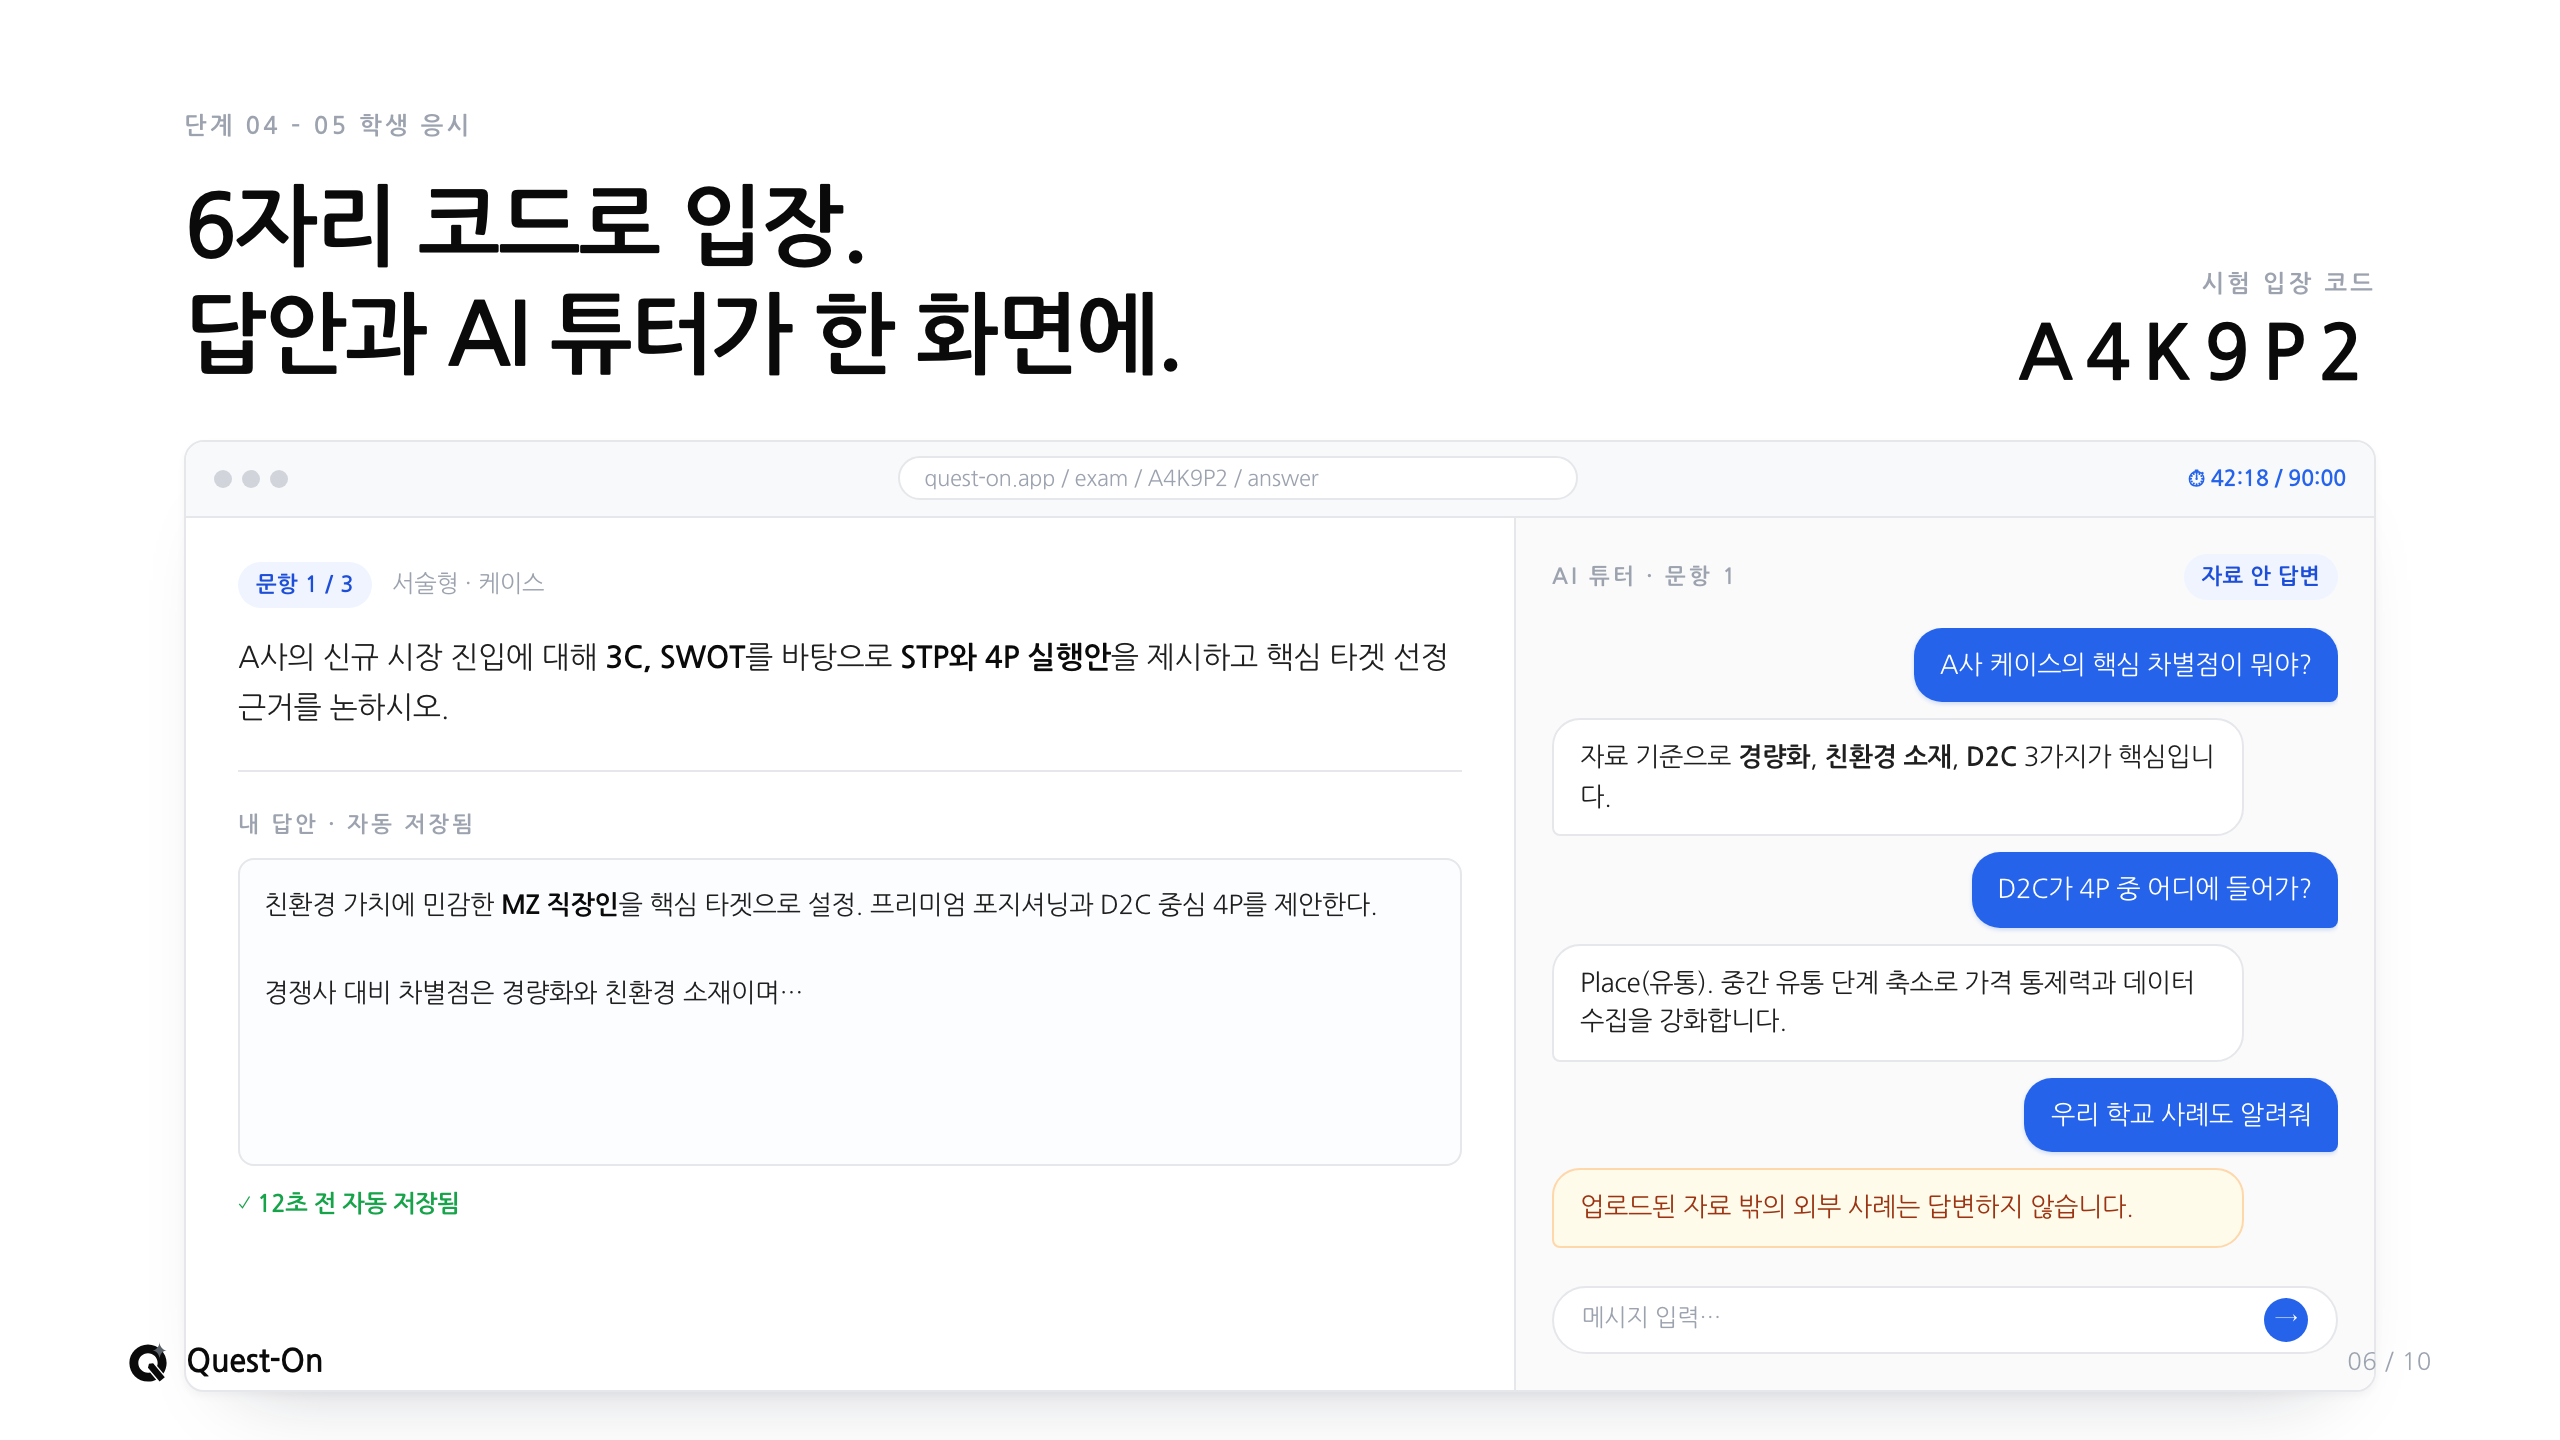 단계 04 - 05 학생 응시
6자리 코드로 입장.
답안과 AI 튜터가 한 화면에.
시험 입장 코드
A4K9P2
quest-on.app / exam / A4K9P2 / answer
⏱ 42:18 / 90:00
문항 1 / 3
서술형 · 케이스
A사의 신규 시장 진입에 대해 3C, SWOT를 바탕으로 STP와 4P 실행안을 제시하고 핵심 타겟 선정
근거를 논하시오.
내 답안 · 자동 저장됨
친환경 가치에 민감한 MZ 직장인을 핵심 타겟으로 설정. 프리미엄 포지셔닝과 D2C 중심 4P를 제안한다.
경쟁사 대비 차별점은 경량화와 친환경 소재이며…
✓ 12초 전 자동 저장됨
AI 튜터 · 문항 1
자료 안 답변
A사 케이스의 핵심 차별점이 뭐야?
자료 기준으로 경량화, 친환경 소재, D2C 3가지가 핵심입니
다.
D2C가 4P 중 어디에 들어가?
Place(유통). 중간 유통 단계 축소로 가격 통제력과 데이터
수집을 강화합니다.
우리 학교 사례도 알려줘
업로드된 자료 밖의 외부 사례는 답변하지 않습니다.
메시지 입력…
→
Quest-On
06 / 10